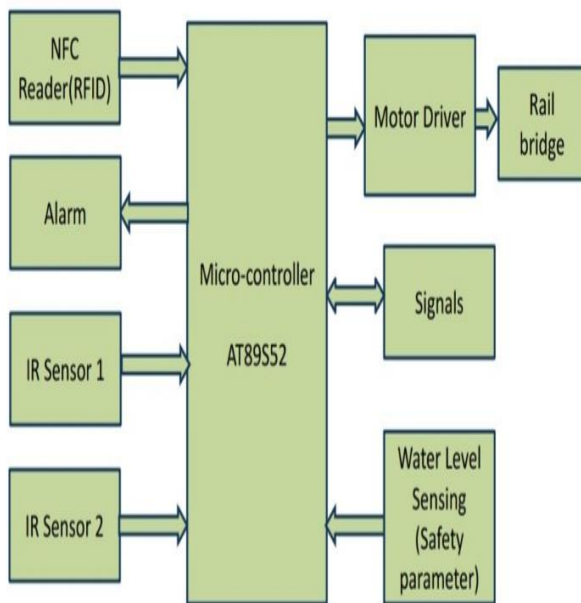 NFC
Reader(RFID)
Alarm
IR Sensor 1
IR Sensor 2
Micro-controller
AT89S52
Motor Driver
Rail
bridge
Signals
Water Level
Sensing
(Safety
parameter)